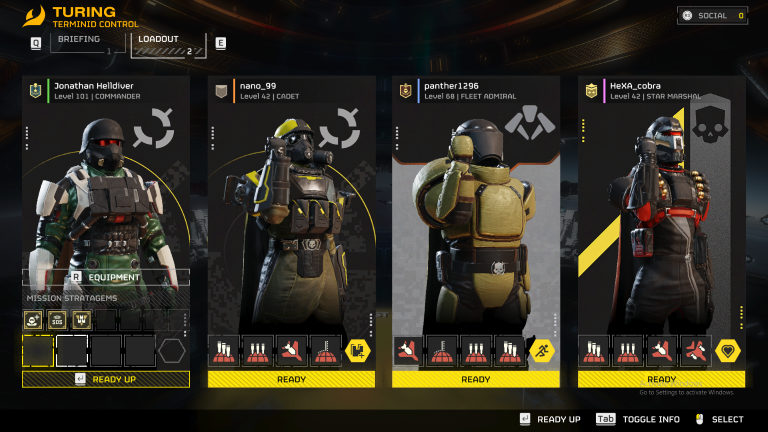 TURING
TERMINID CONTROL
SOCIAL 0
Q
BRIEFING
1
LOADOUT
2
E
Jonathan Helldiver
Level 101 | COMMANDER
nano_99
Level 42 | CADET
panther1296
Level 68 | FLEET ADMIRAL
HeXA_cobra
Level 42 | STAR MARSHAL
R EQUIPMENT
MISSION STRATAGEMS
SOS
READY UP
READY
READY
READY
Go to Settings to activate Windows.
READY UP
Tab TOGGLE INFO
SELECT